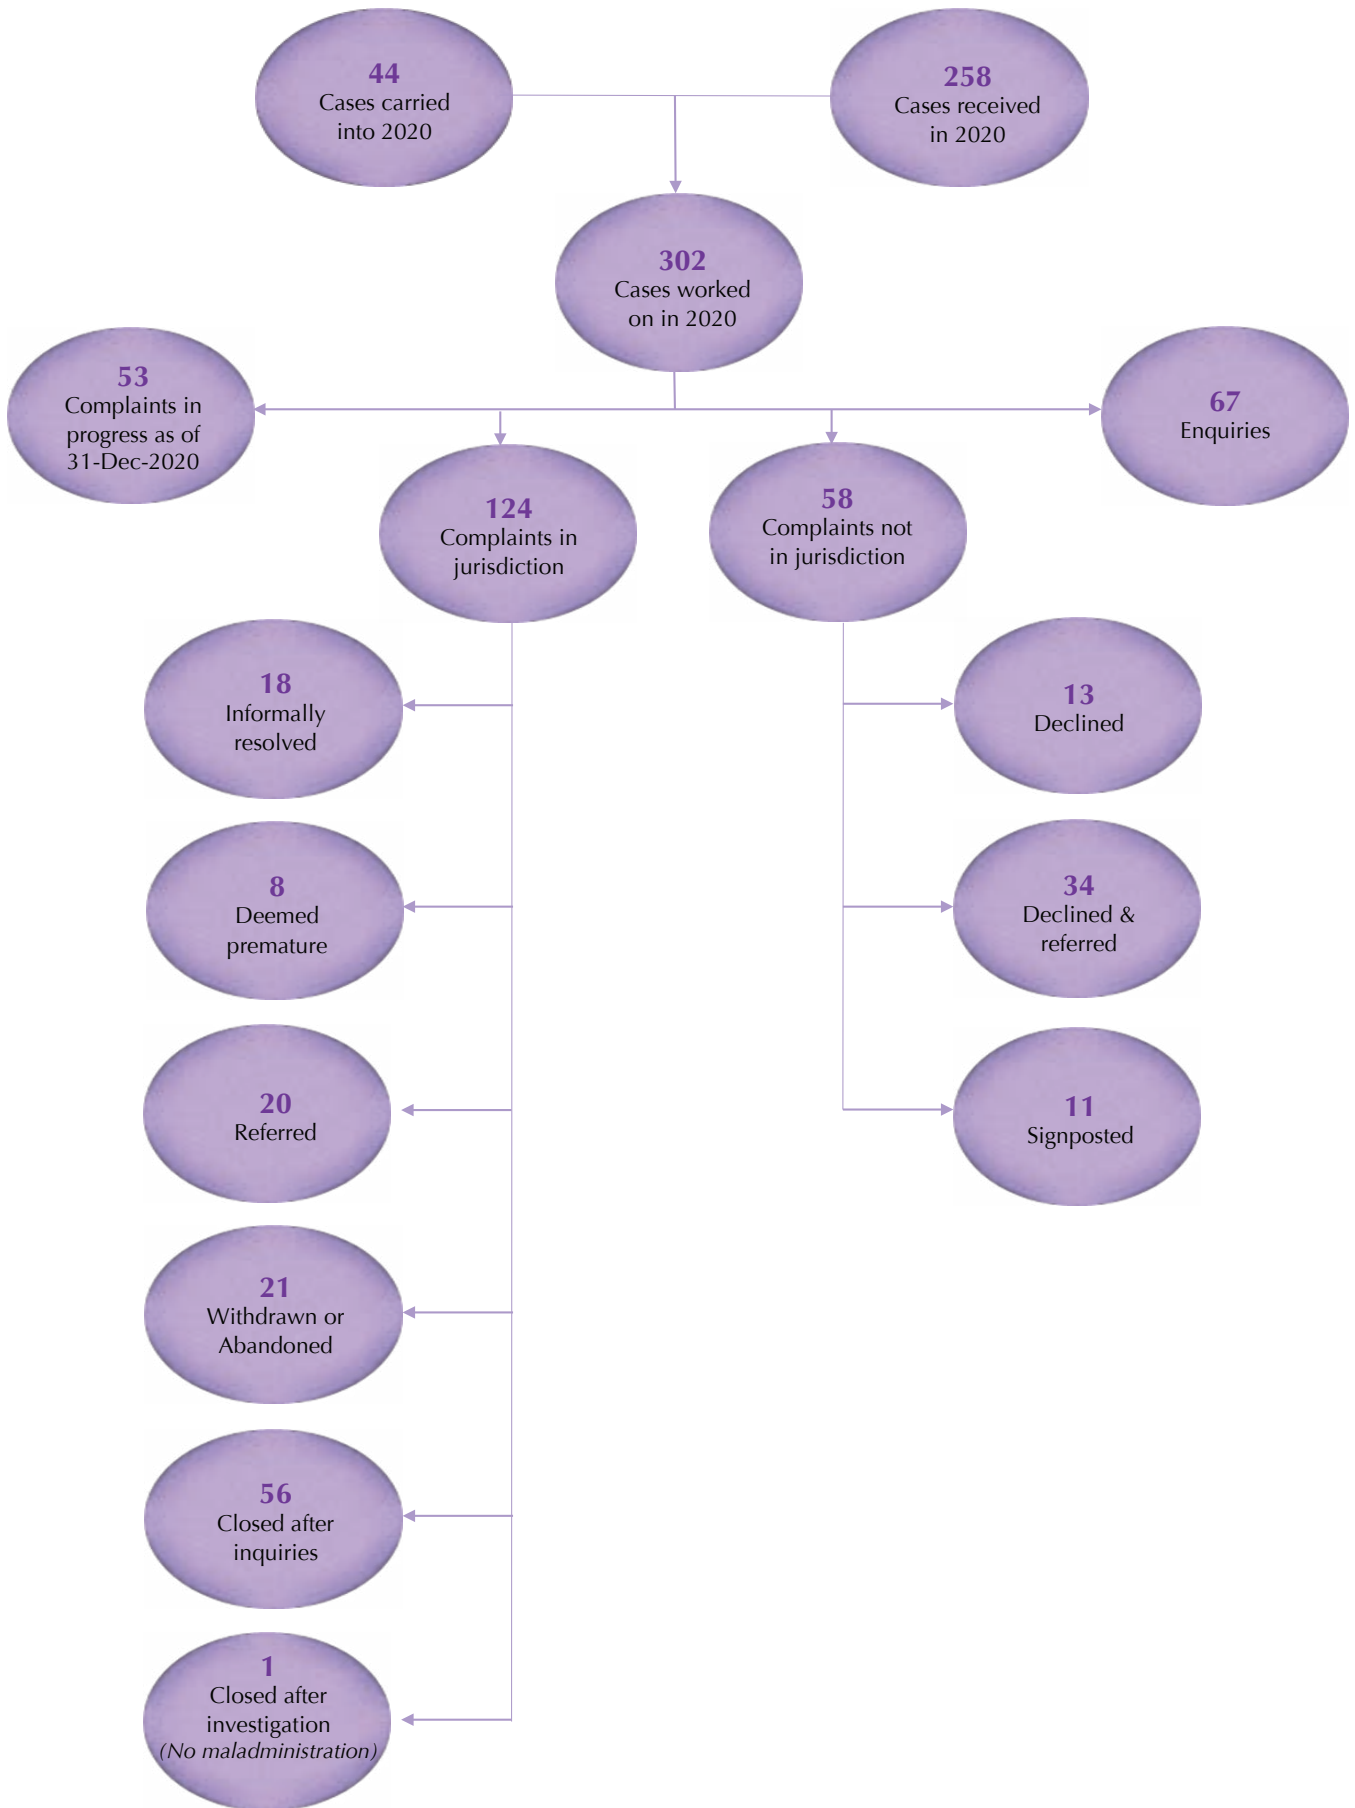 44
Cases carried
into 2020
258
Cases received
in 2020
302
Cases worked
on in 2020
53
Complaints in
progress as of
31-Dec-2020
67
Enquiries
124
Complaints in
jurisdiction
58
Complaints not
in jurisdiction
18
Informally
resolved
13
Declined
8
Deemed
premature
34
Declined &
referred
20
Referred
11
Signposted
21
Withdrawn or
Abandoned
56
Closed after
inquiries
1
Closed after
investigation
(No maladministration)